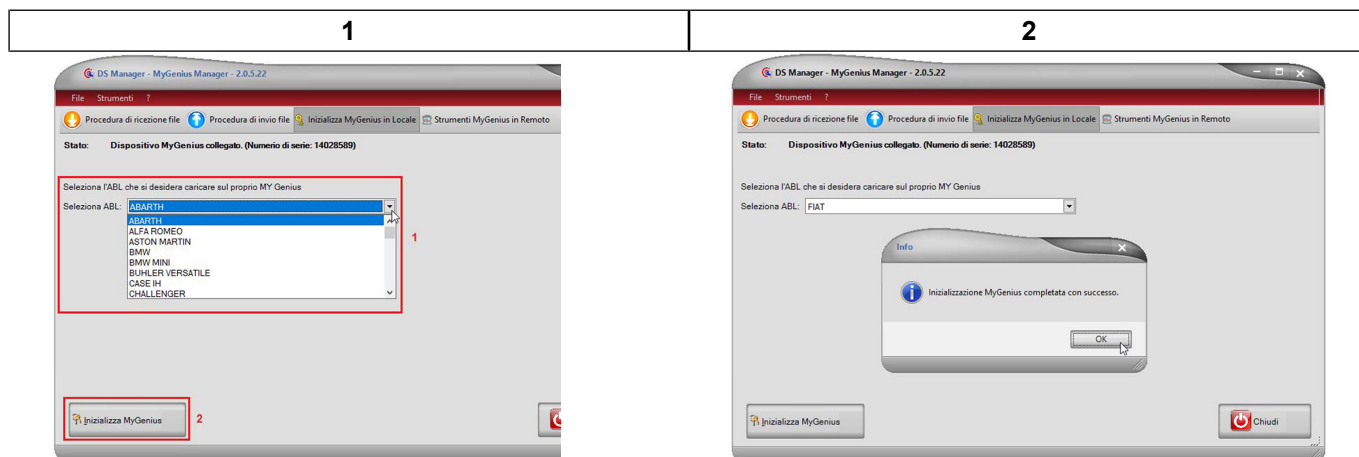 1
2
DS Manager - MyGenius Manager - 2.0.5.22
File Strumenti ?
Procedura di ricezione file Procedura di invio file Inizializza MyGenius in Locale Strumenti MyGenius in Remoto
Stato: Dispositivo MyGenius collegato. (Numerio di serie: 14028589)
Seleziona l'ABL che si desidera caricare sul proprio MY Genius
Seleziona ABL: ABARTH
ABARTH
ALFA ROMEO
ASTON MARTIN
BMW
BMW MINI
BUHLER VERSATILE
CASE IH
CHALLENGER
1
Inizializza MyGenius
2
DS Manager - MyGenius Manager - 2.0.5.22
File Strumenti ?
Procedura di ricezione file Procedura di invio file Inizializza MyGenius in Locale Strumenti MyGenius in Remoto
Stato: Dispositivo MyGenius collegato. (Numerio di serie: 14028589)
Seleziona l'ABL che si desidera caricare sul proprio MY Genius
Seleziona ABL: FIAT
Info
Inizializzazione MyGenius completata con successo.
OK
Inizializza MyGenius
Chiudi